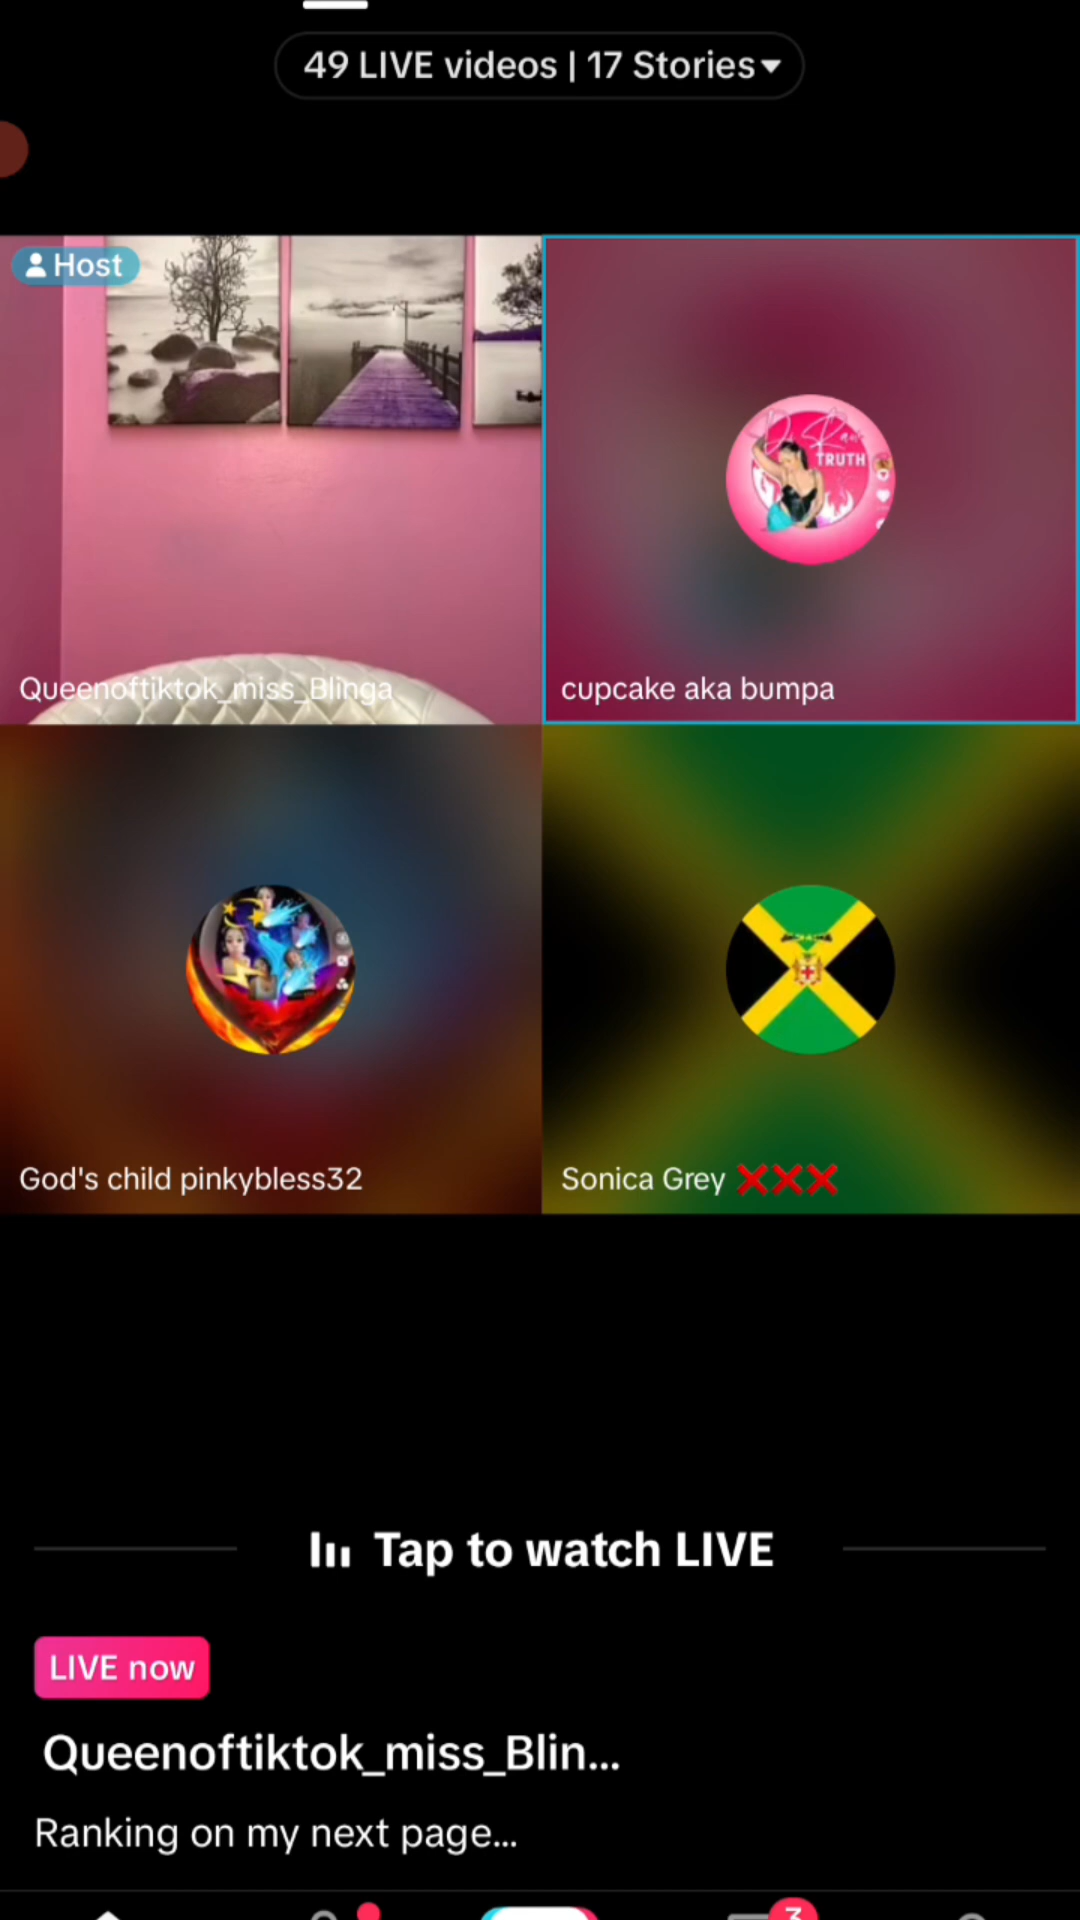 49 LIVE videos | 17 Stories
Host
Queenoftiktok_miss_Blinga
TRUTH
cupcake aka bumpa
God's child pinkybless32
Sonica Grey ❌❌❌
Tap to watch LIVE
LIVE now
Queenoftiktok_miss_Blin...
Ranking on my next page...
3